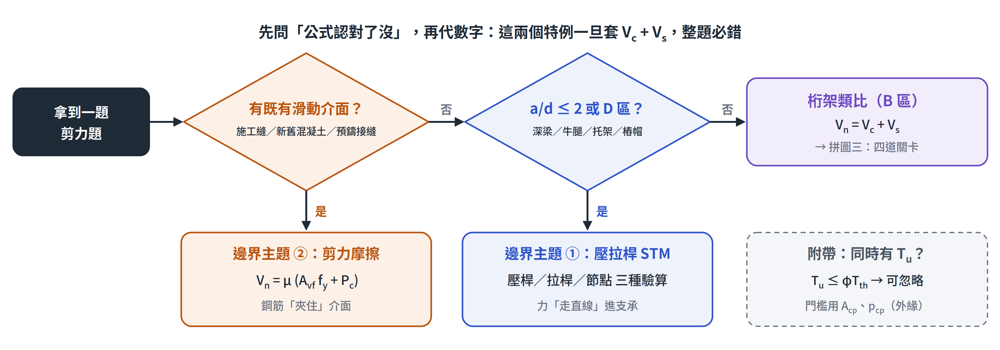 先問「公式認對了沒」，再代數字：這兩個特例一旦套 Vc + Vs，整題必錯
拿到一題
剪力題
有既有滑動介面？
施工縫／新舊混凝土／預鑄接縫
否
是
a/d ≤ 2 或 D 區？
深梁／牛腿／托架／樁帽
否
是
桁架類比（B 區）
Vn = Vc + Vs
→ 拼圖三：四道關卡
邊界主題 ②：剪力摩擦
Vn = μ (Avf fy + Pc)
鋼筋「夾住」介面
邊界主題 ①：壓拉桿 STM
壓桿／拉桿／節點 三種驗算
力「走直線」進支承
附帶：同時有 Tu？
Tu ≤ φTth → 可忽略
門檻用 Acp、pcp（外緣）